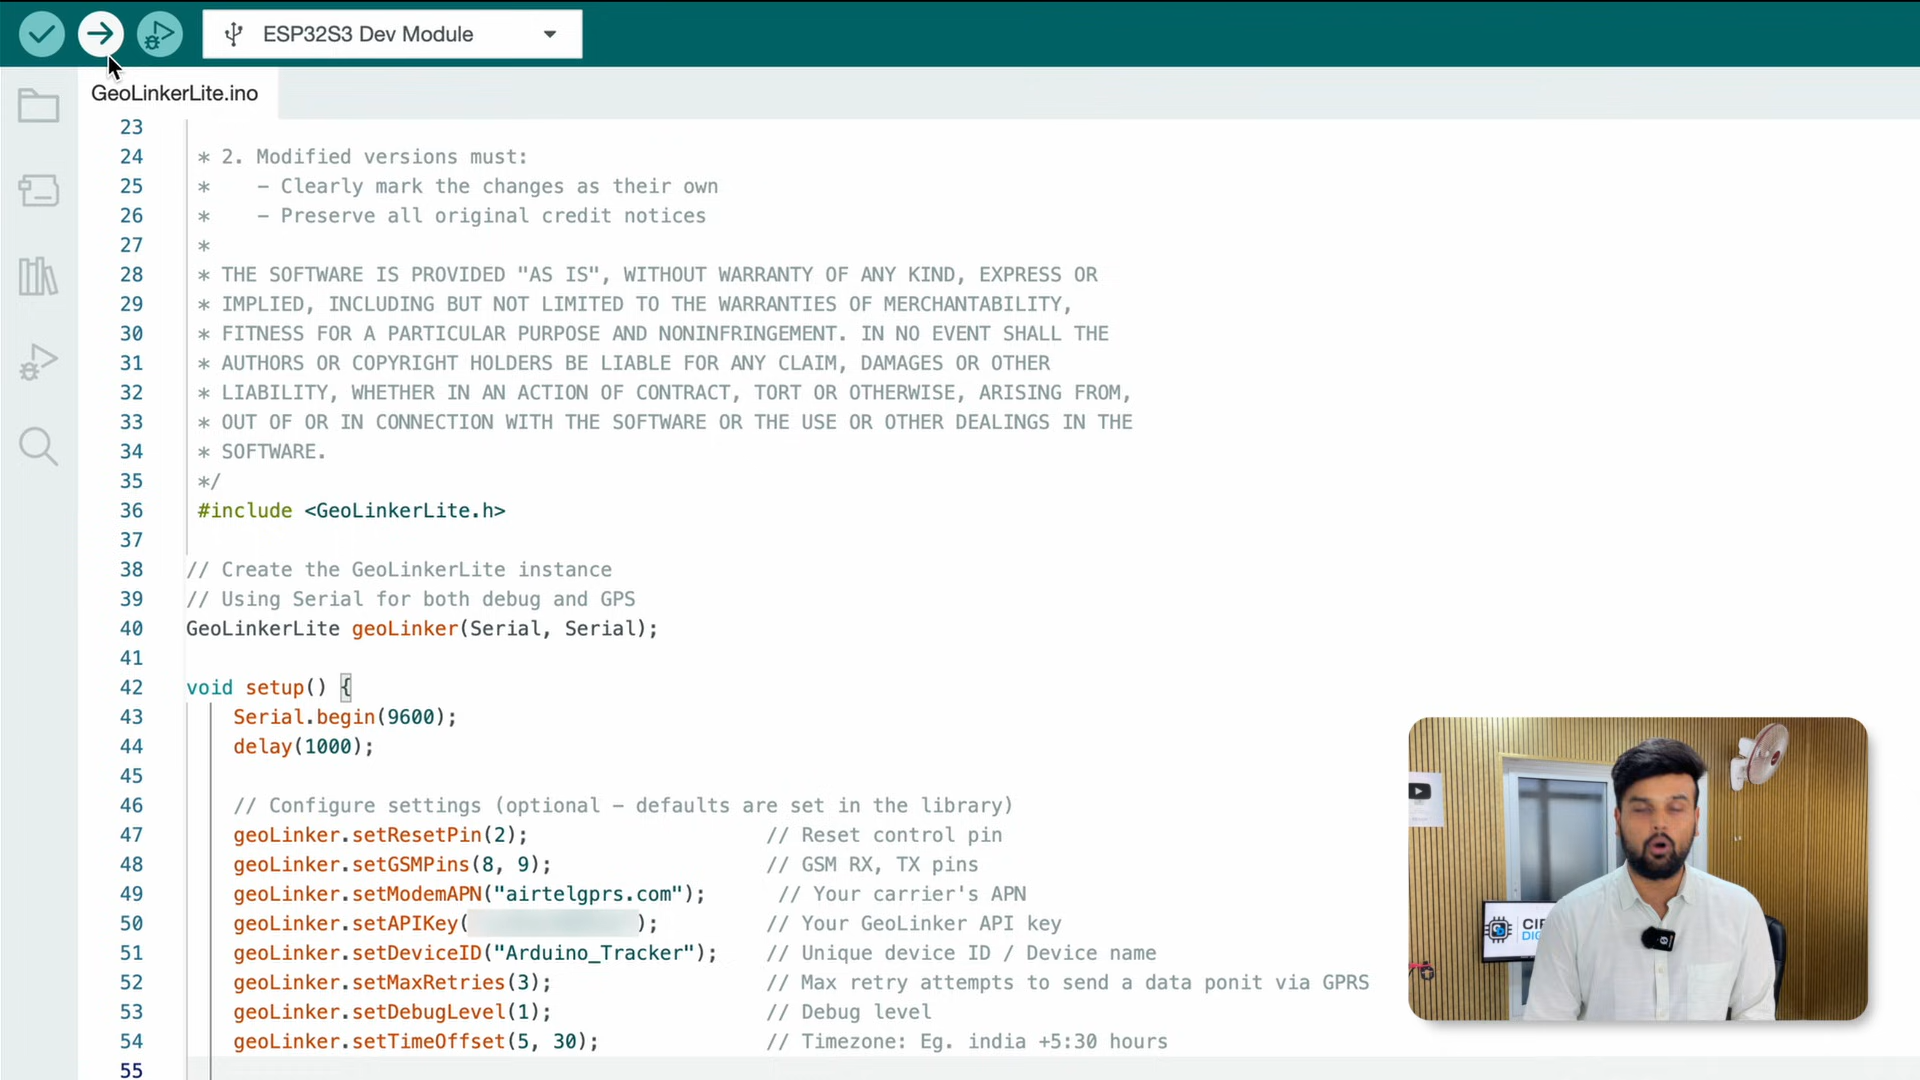 ESP32S3 Dev Module
GeoLinkerLite.ino
23
24 * 2. Modified versions must:
25 *    – Clearly mark the changes as their own
26 *    – Preserve all original credit notices
27 *
28 * THE SOFTWARE IS PROVIDED "AS IS", WITHOUT WARRANTY OF ANY KIND, EXPRESS OR
29 * IMPLIED, INCLUDING BUT NOT LIMITED TO THE WARRANTIES OF MERCHANTABILITY,
30 * FITNESS FOR A PARTICULAR PURPOSE AND NONINFRINGEMENT. IN NO EVENT SHALL THE
31 * AUTHORS OR COPYRIGHT HOLDERS BE LIABLE FOR ANY CLAIM, DAMAGES OR OTHER
32 * LIABILITY, WHETHER IN AN ACTION OF CONTRACT, TORT OR OTHERWISE, ARISING FROM,
33 * OUT OF OR IN CONNECTION WITH THE SOFTWARE OR THE USE OR OTHER DEALINGS IN THE
34 * SOFTWARE.
35 */
36 #include <GeoLinkerLite.h>
37
38 // Create the GeoLinkerLite instance
39 // Using Serial for both debug and GPS
40 GeoLinkerLite geoLinker(Serial, Serial);
41
42 void setup() {
43 Serial.begin(9600);
44 delay(1000);
45
46 // Configure settings (optional – defaults are set in the library)
47 geoLinker.setResetPin(2); // Reset control pin
48 geoLinker.setGSMPins(8, 9); // GSM RX, TX pins
49 geoLinker.setModemAPN("airtelgprs.com"); // Your carrier's APN
50 geoLinker.setAPIKey( ); // Your GeoLinker API key
51 geoLinker.setDeviceID("Arduino_Tracker"); // Unique device ID / Device name
52 geoLinker.setMaxRetries(3); // Max retry attempts to send a data ponit via GPRS
53 geoLinker.setDebugLevel(1); // Debug level
54 geoLinker.setTimeOffset(5, 30); // Timezone: Eg. india +5:30 hours
55
CI
DIG